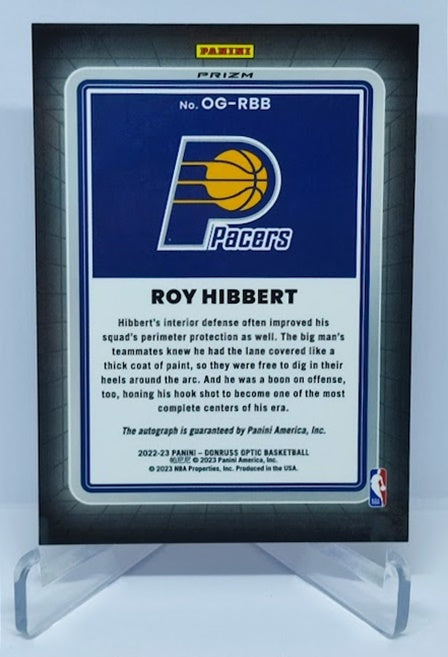 PANINI
PRIZM
No. OG-RBB
Pacers
ROY HIBBERT
Hibbert's interior defense often improved his
squad's perimeter protection as well. The big man's
teammates knew he had the lane covered like a
thick coat of paint, so they were free to dig in their
heels around the arc. And he was a boon on offense,
too, honing his hook shot to become one of the most
complete centers of his era.
The autograph is guaranteed by Panini America, Inc.
2022-23 PANINI - DONRUSS OPTIC BASKETBALL
帕尼尼 © 2023 Panini America, Inc.
© 2023 NBA Properties, Inc. Produced in the USA.